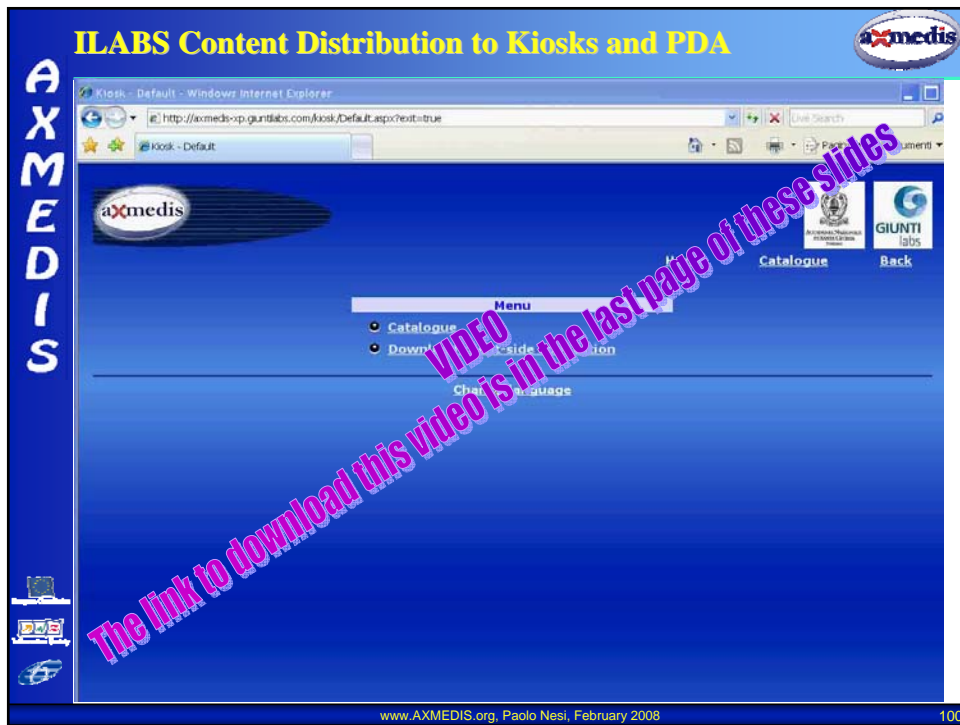 ILABS Content Distribution to Kiosks and PDA
axmedis
AXMEDIS
Kiosk - Default - Windows Internet Explorer
http://axmedis-xp.giuntilabs.com/kiosk/Default.aspx?exit=true
Live Search
Kiosk - Default
axmedis
GIUNTI
labs
Catalogue
Back
Menu
Catalogue
VIDEO
The link to download this video is in the last page of these slides
www.AXMEDIS.org, Paolo Nesi, February 2008
100